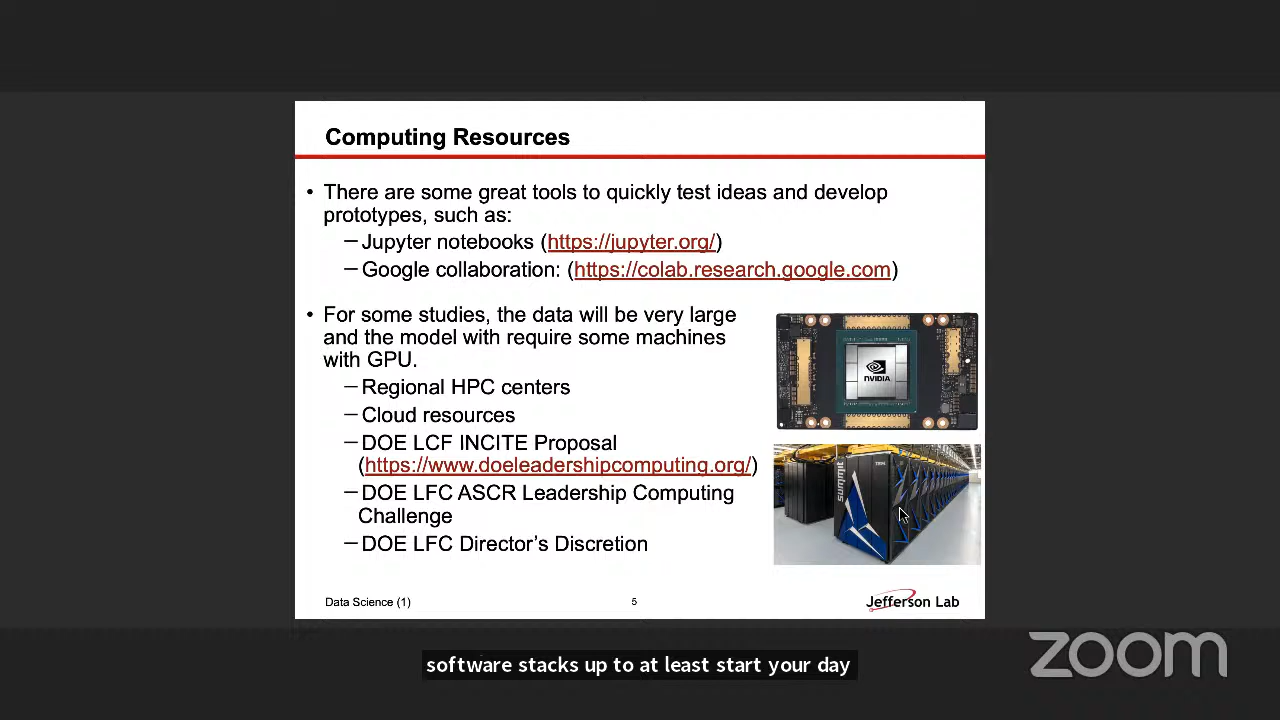 Computing Resources
• There are some great tools to quickly test ideas and develop
prototypes, such as:
– Jupyter notebooks (https://jupyter.org/)
– Google collaboration: (https://colab.research.google.com)
• For some studies, the data will be very large
and the model with require some machines
with GPU.
– Regional HPC centers
– Cloud resources
– DOE LCF INCITE Proposal
(https://www.doeleadershipcomputing.org/)
– DOE LFC ASCR Leadership Computing
Challenge
– DOE LFC Director's Discretion
NVIDIA
IBM
SUMMIT
Data Science (1)
5
Jefferson Lab
software stacks up to at least start your day
zoom